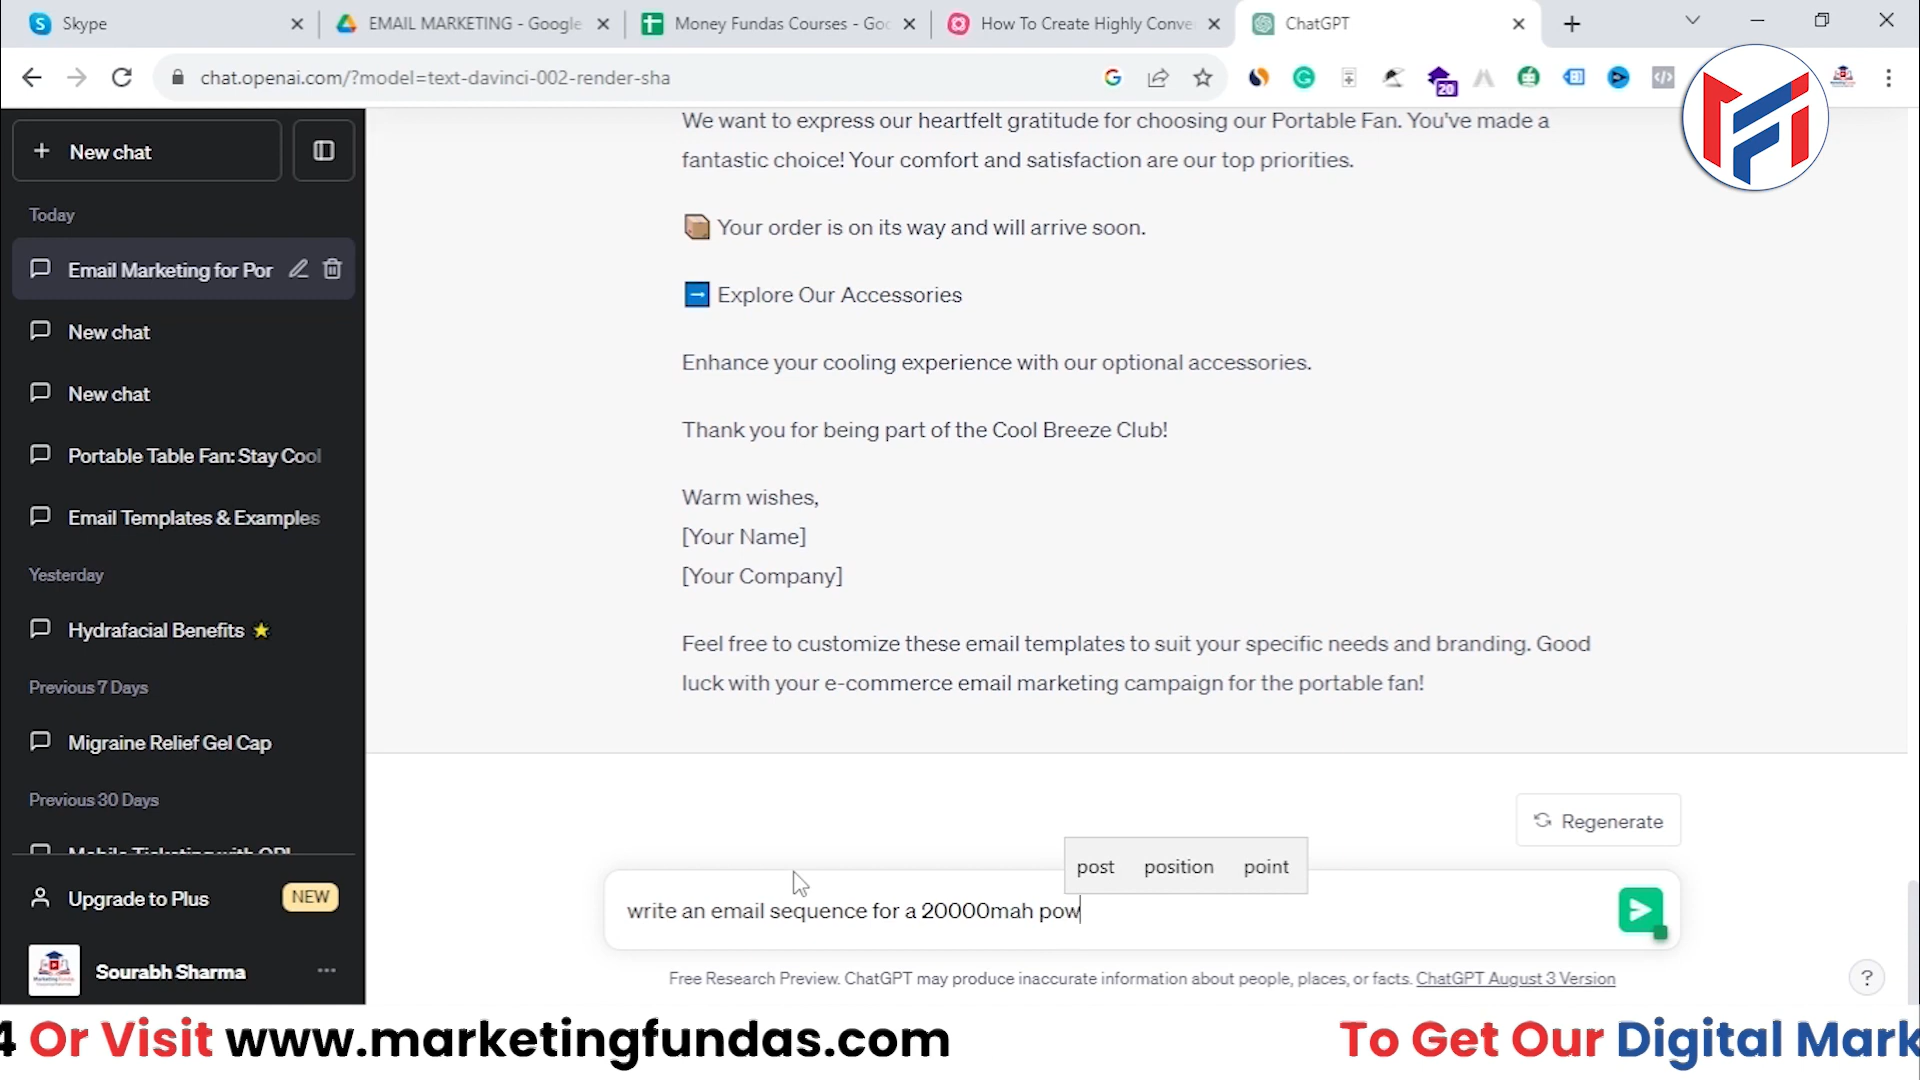 Skype
EMAIL MARKETING - Google
Money Fundas Courses - Goo
How To Create Highly Conve
ChatGPT
chat.openai.com/?model=text-davinci-002-render-sha
20
New chat
Today
Email Marketing for Por
New chat
New chat
Portable Table Fan: Stay Cool
Email Templates & Examples
Yesterday
Hydrafacial Benefits
Previous 7 Days
Migraine Relief Gel Cap
Previous 30 Days
Upgrade to Plus
NEW
Sourabh Sharma
We want to express our heartfelt gratitude for choosing our Portable Fan. You've made a
fantastic choice! Your comfort and satisfaction are our top priorities.
Your order is on its way and will arrive soon.
Explore Our Accessories
Enhance your cooling experience with our optional accessories.
Thank you for being part of the Cool Breeze Club!
Warm wishes,
[Your Name]
[Your Company]
Feel free to customize these email templates to suit your specific needs and branding. Good
luck with your e-commerce email marketing campaign for the portable fan!
Regenerate
post position point
write an email sequence for a 20000mah pow
Free Research Preview. ChatGPT may produce inaccurate information about people, places, or facts. ChatGPT August 3 Version
?
4 Or Visit www.marketingfundas.com
To Get Our Digital Mark